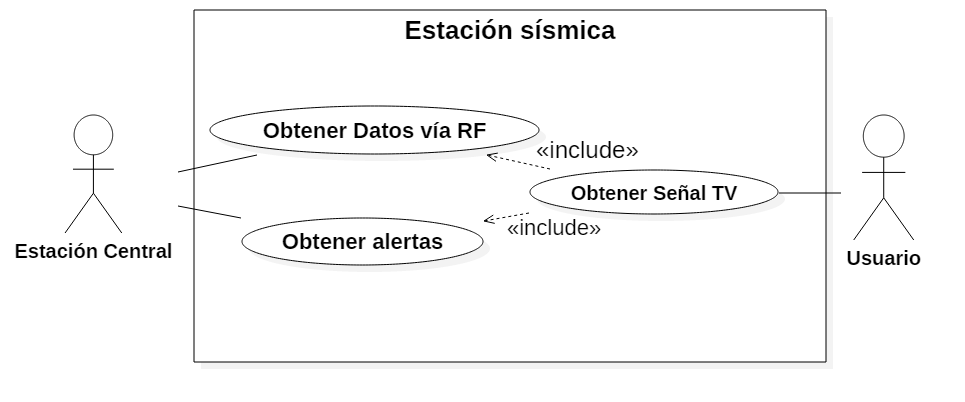 Estación sísmica
Obtener Datos vía RF
«include»
Obtener Señal TV
«include»
Obtener alertas
Estación Central
Usuario